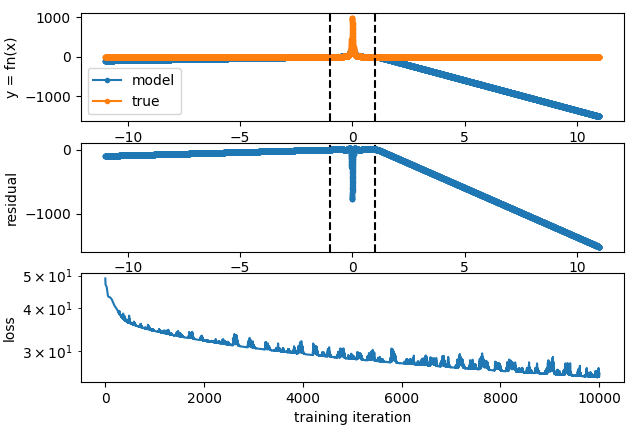 y = fn(x)
1000
0
−1000
model
true
−10 −5 0 5 10
residual
0
−1000
−10 −5 0 5 10
loss
5 × 10¹
4 × 10¹
3 × 10¹
0 2000 4000 6000 8000 10000
training iteration